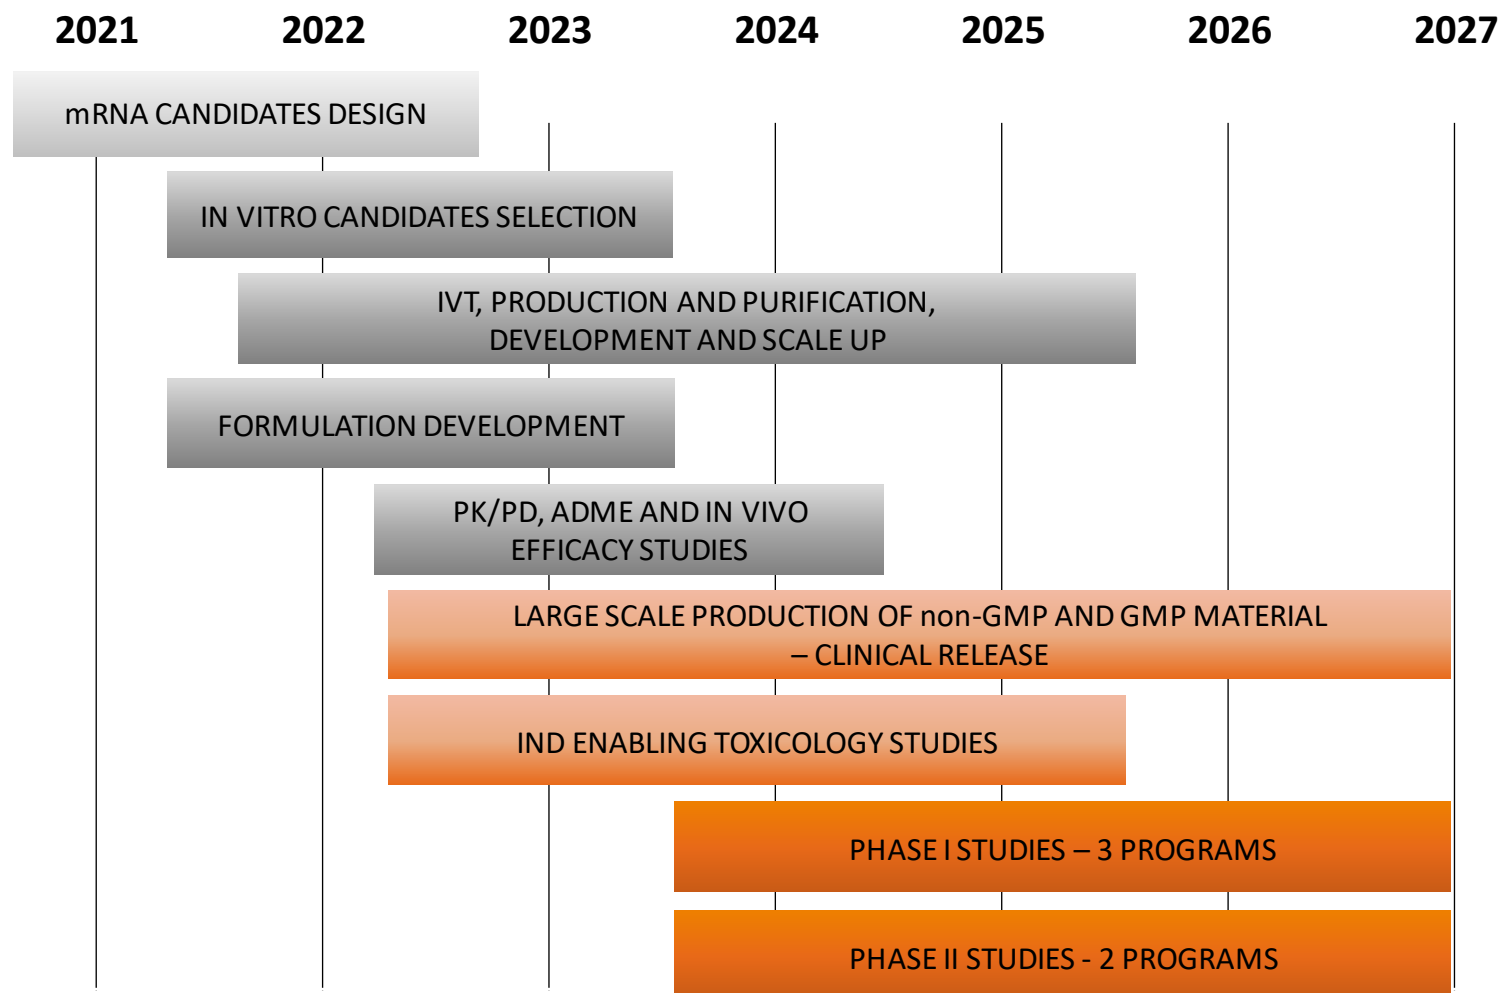 2021 2022 2023 2024 2025 2026 2027
mRNA CANDIDATES DESIGN
IN VITRO CANDIDATES SELECTION
IVT, PRODUCTION AND PURIFICATION,
DEVELOPMENT AND SCALE UP
FORMULATION DEVELOPMENT
PK/PD, ADME AND IN VIVO
EFFICACY STUDIES
LARGE SCALE PRODUCTION OF non-GMP AND GMP MATERIAL
– CLINICAL RELEASE
IND ENABLING TOXICOLOGY STUDIES
PHASE I STUDIES – 3 PROGRAMS
PHASE II STUDIES - 2 PROGRAMS